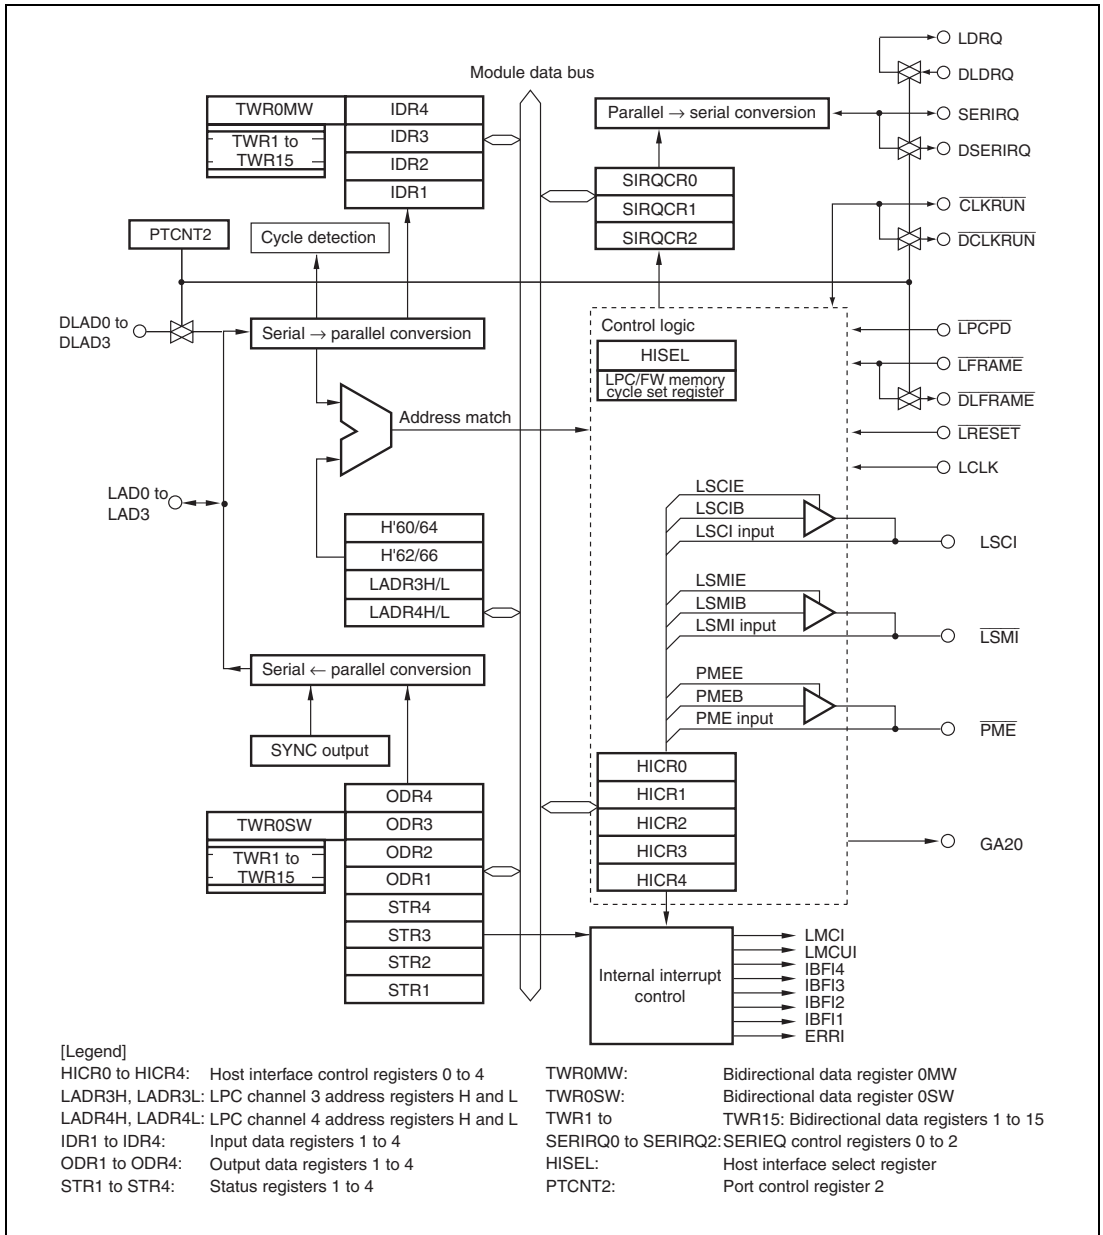 LDRQ
DLDRQ
SERIRQ
DSERIRQ
CLKRUN
DCLKRUN
LPCPD
LFRAME
DLFRAME
LRESET
LCLK
LSCI
LSMI
PME
GA20
Module data bus
TWR0MW
TWR1 to
TWR15
IDR4
IDR3
IDR2
IDR1
Parallel → serial conversion
SIRQCR0
SIRQCR1
SIRQCR2
PTCNT2
Cycle detection
DLAD0 to
DLAD3
Serial → parallel conversion
Control logic
HISEL
LPC/FW memory
cycle set register
Address match
LAD0 to
LAD3
H'60/64
H'62/66
LADR3H/L
LADR4H/L
LSCIE
LSCIB
LSCI input
LSMIE
LSMIB
LSMI input
PMEE
PMEB
PME input
Serial ← parallel conversion
SYNC output
HICR0
HICR1
HICR2
HICR3
HICR4
TWR0SW
TWR1 to
TWR15
ODR4
ODR3
ODR2
ODR1
STR4
STR3
STR2
STR1
Internal interrupt
control
LMCI
LMCUI
IBFI4
IBFI3
IBFI2
IBFI1
ERRI
[Legend]
HICR0 to HICR4: Host interface control registers 0 to 4
LADR3H, LADR3L: LPC channel 3 address registers H and L
LADR4H, LADR4L: LPC channel 4 address registers H and L
IDR1 to IDR4: Input data registers 1 to 4
ODR1 to ODR4: Output data registers 1 to 4
STR1 to STR4: Status registers 1 to 4
TWR0MW: Bidirectional data register 0MW
TWR0SW: Bidirectional data register 0SW
TWR1 to TWR15: Bidirectional data registers 1 to 15
SERIRQ0 to SERIRQ2: SERIEQ control registers 0 to 2
HISEL: Host interface select register
PTCNT2: Port control register 2